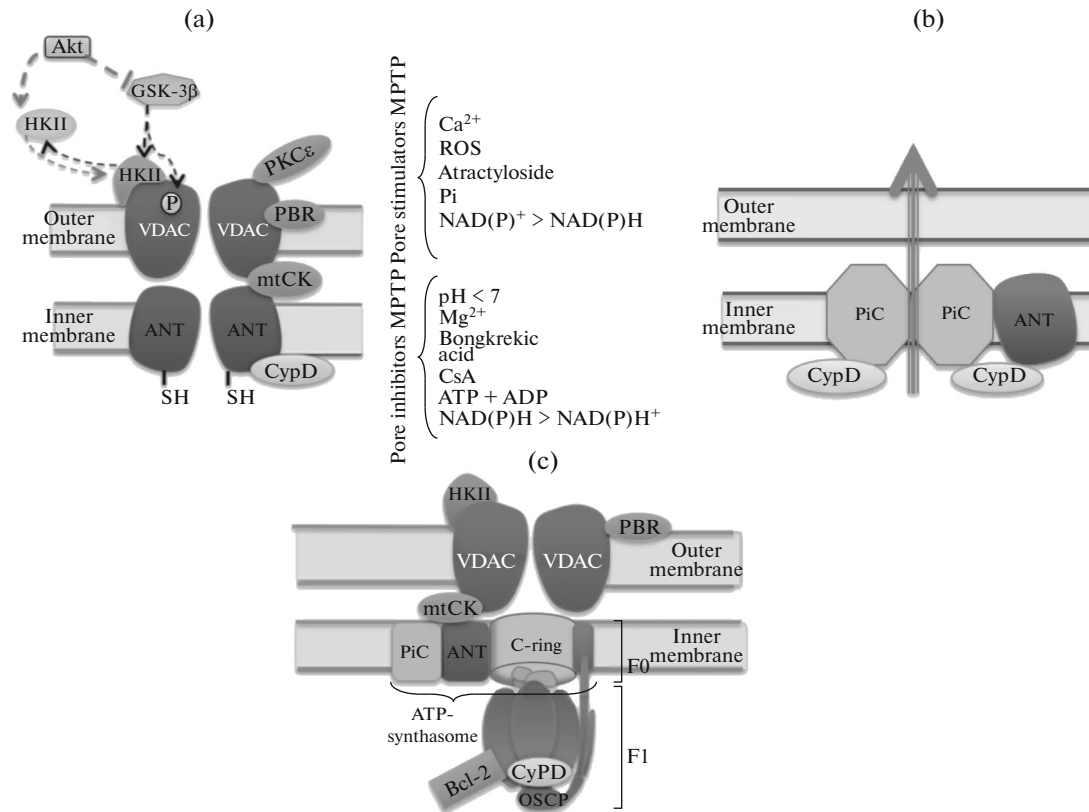 (a)
Akt
GSK-3β
HKII
HKII
P
VDAC
VDAC
PKCε
PBR
Outer
membrane
mtCK
Inner
membrane
ANT
ANT
CypD
SH
SH
Pore stimulators MPTP
Ca²⁺
ROS
Atractyloside
Pi
NAD(P)⁺ > NAD(P)H
Pore inhibitors MPTP
pH < 7
Mg²⁺
Bongkrekic
acid
CsA
ATP + ADP
NAD(P)H > NAD(P)H⁺
(b)
Outer
membrane
Inner
membrane
PiC
PiC
ANT
CypD
CypD
(c)
HKII
VDAC
VDAC
PBR
Outer
membrane
mtCK
PiC
ANT
C-ring
Inner
membrane
F0
ATP-
synthasome
F1
Bcl-2
CyPD
OSCP